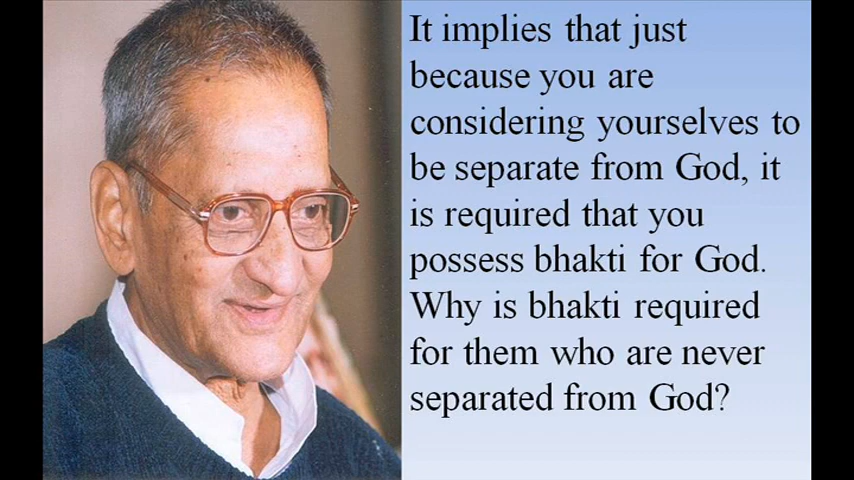 It implies that just
because you are
considering yourselves to
be separate from God, it
is required that you
possess bhakti for God.
Why is bhakti required
for them who are never
separated from God?